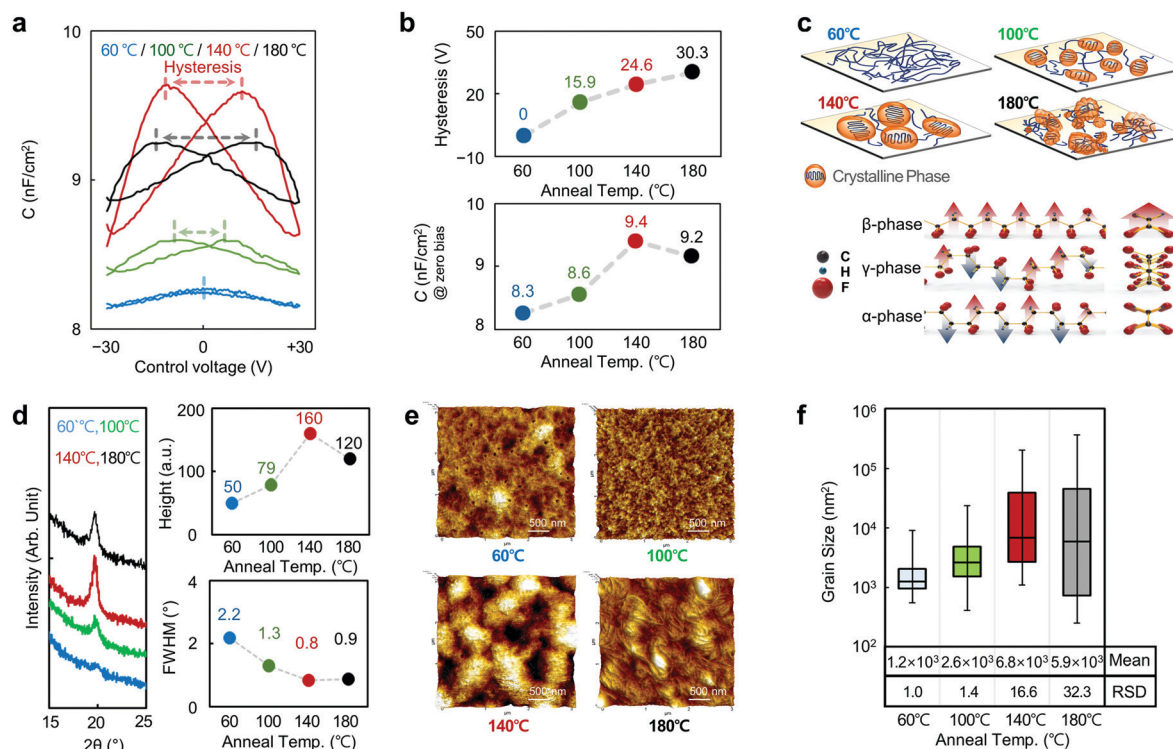 a
10
60 ℃ / 100℃ / 140℃ / 180℃
Hysteresis
9
8
C (nF/cm²)
−30
0
+30
Control voltage (V)
b
50
20
−10
Hysteresis (V)
0
15.9
24.6
30.3
60
100
140
180
Anneal Temp. (℃)
10
9
8
C (nF/cm²)
@ zero bias
8.3
8.6
9.4
9.2
60
100
140
180
Anneal Temp. (℃)
c
60℃
100℃
140℃
180℃
Crystalline Phase
β-phase
C
H
F
γ-phase
α-phase
d
60℃,100℃
140℃,180℃
Intensity (Arb. Unit)
15
20
25
2θ (°)
200
100
0
Height (a.u.)
50
79
160
120
60
100
140
180
Anneal Temp. (℃)
4
2
0
FWHM (°)
2.2
1.3
0.8
0.9
60
100
140
180
Anneal Temp. (℃)
e
500 nm
500 nm
60℃
100℃
500 nm
500 nm
140℃
180℃
f
10⁶
10⁵
10⁴
10³
10²
Grain Size (nm²)
1.2×10³ 2.6×10³ 6.8×10³ 5.9×10³ Mean
1.0 1.4 16.6 32.3 RSD
60℃ 100℃ 140℃ 180℃
Anneal Temp. (℃)